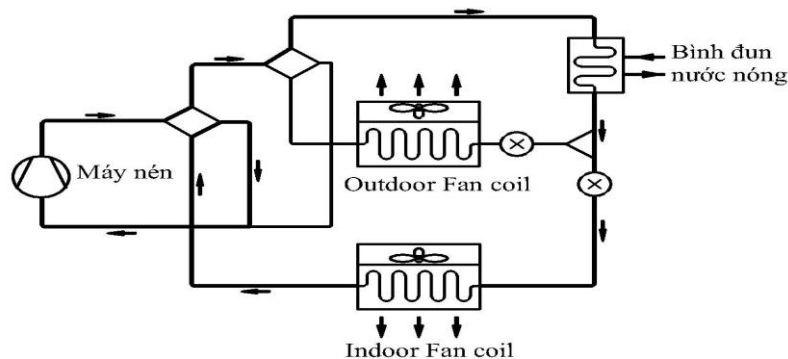 Bình đun
nước nóng
Máy nén
Outdoor Fan coil
Indoor Fan coil